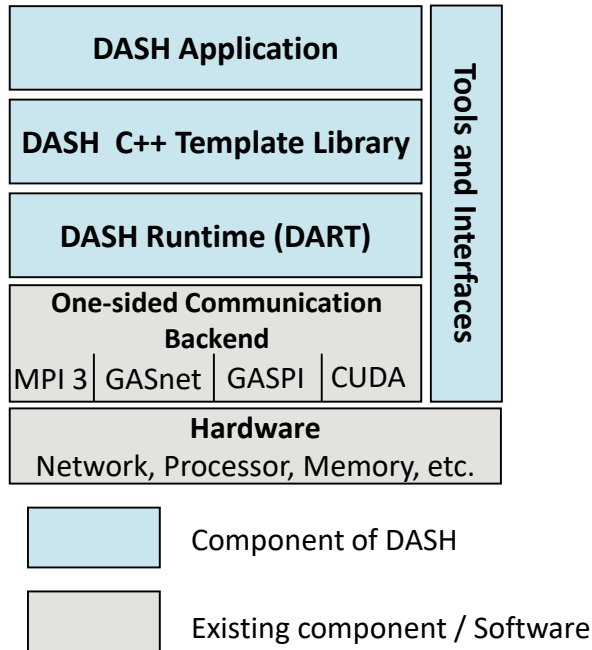 DASH Application
DASH C++ Template Library
DASH Runtime (DART)
Tools and Interfaces
One-sided Communication
Backend
MPI 3 GASnet GASPI CUDA
Hardware
Network, Processor, Memory, etc.
Component of DASH
Existing component / Software